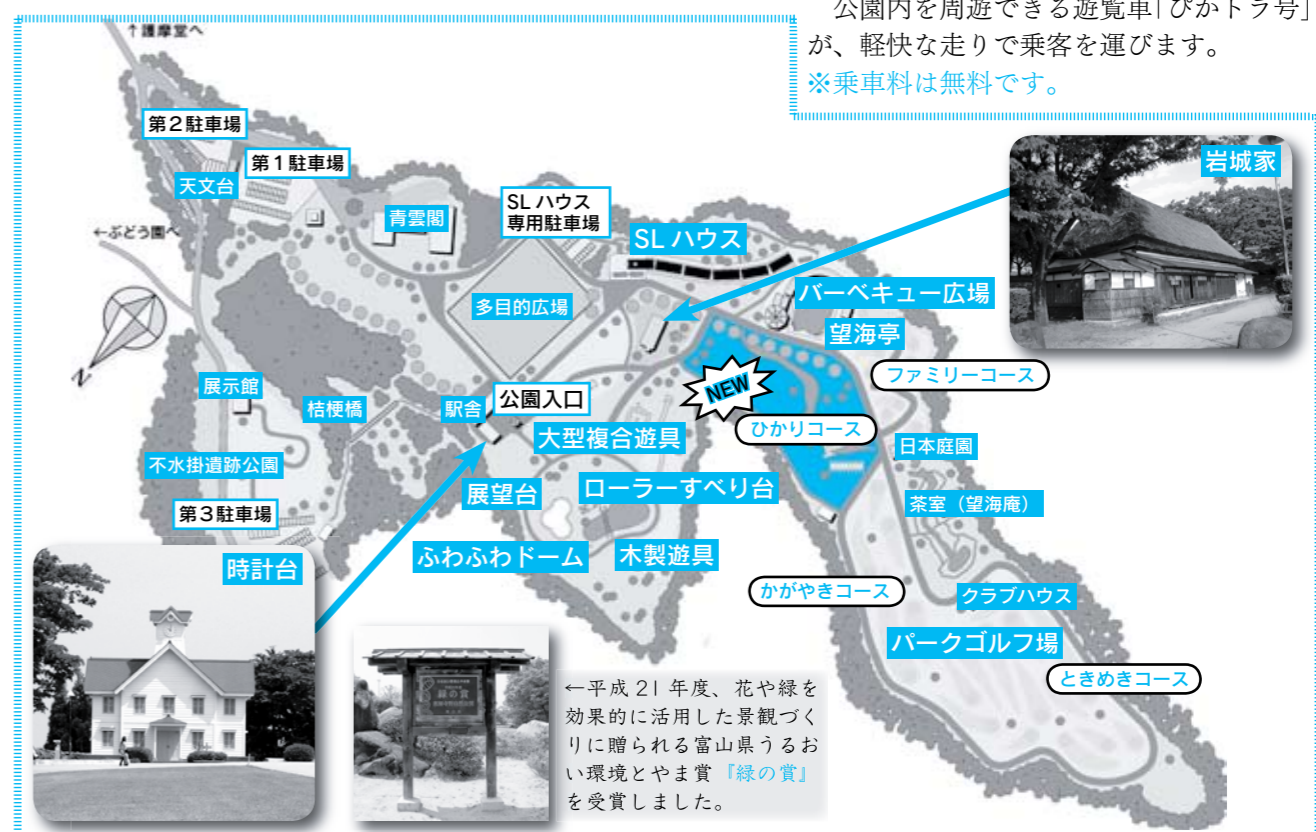 公園内を周遊できる遊覧車「ぴかトラ号」
が、軽快な走りで乗客を運びます。
※乗車料は無料です。
↑護摩堂へ
第2駐車場
第1駐車場
天文台
←ぶどう園へ
青雲閣
SLハウス
専用駐車場
SLハウス
岩城家
バーベキュー広場
望海亭
多目的広場
NEW
ファミリーコース
ひかりコース
N
展示館
桔梗橋
駅舎
公園入口
大型複合遊具
日本庭園
不水掛遺跡公園
展望台
ローラーすべり台
茶室(望海庵)
第3駐車場
ふわふわドーム
木製遊具
時計台
かがやきコース
クラブハウス
パークゴルフ場
ときめきコース
緑の賞
←平成21年度、花や緑を
効果的に活用した景観づく
りに贈られる富山県うるお
い環境とやま賞『緑の賞』
を受賞しました。